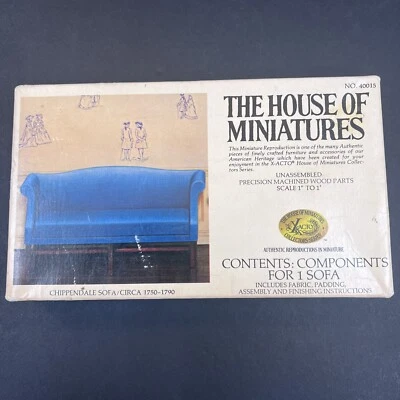 NO. 40015
THE HOUSE OF
MINIATURES
This Miniature Reproduction is one of the many Authentic
pieces of finely crafted furniture and accessories of our
American Heritage which have been created for your
enjoyment in the X-ACTO® House of Miniatures Collec-
tors Series.
UNASSEMBLED
PRECISION MACHINED WOOD PARTS
SCALE 1" TO 1'
X-ACTO
AUTHENTIC REPRODUCTIONS IN MINIATURE
CONTENTS: COMPONENTS
FOR 1 SOFA
INCLUDES FABRIC, PADDING,
ASSEMBLY AND FINISHING INSTRUCTIONS
CHIPPENDALE SOFA/CIRCA 1750-1790